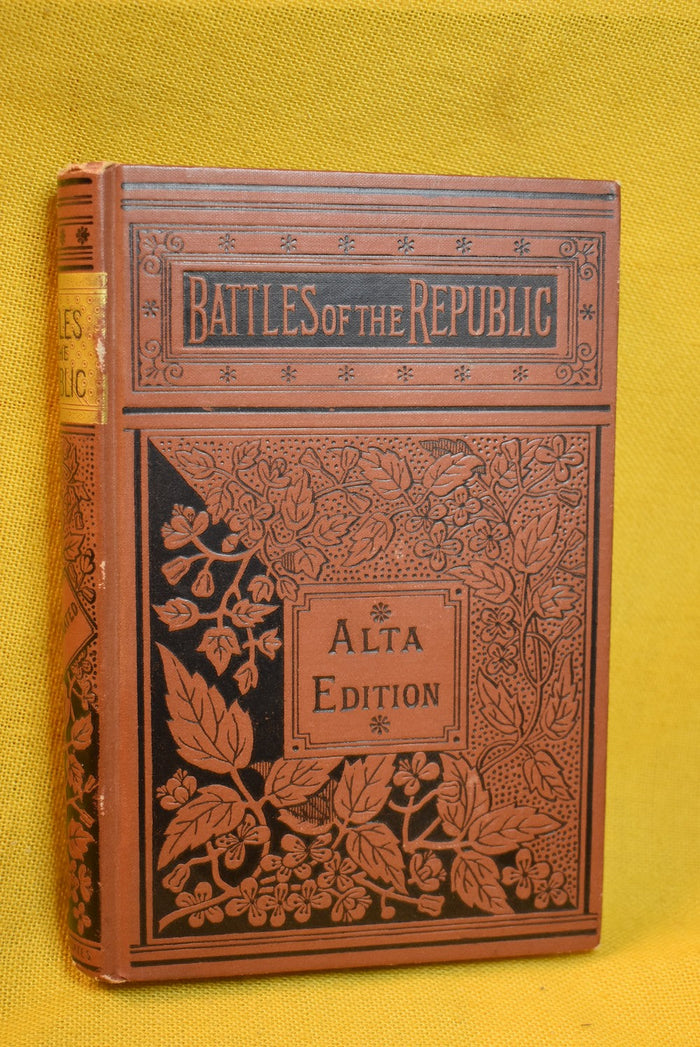 BATTLES OF THE REPUBLIC
ALTA
EDITION